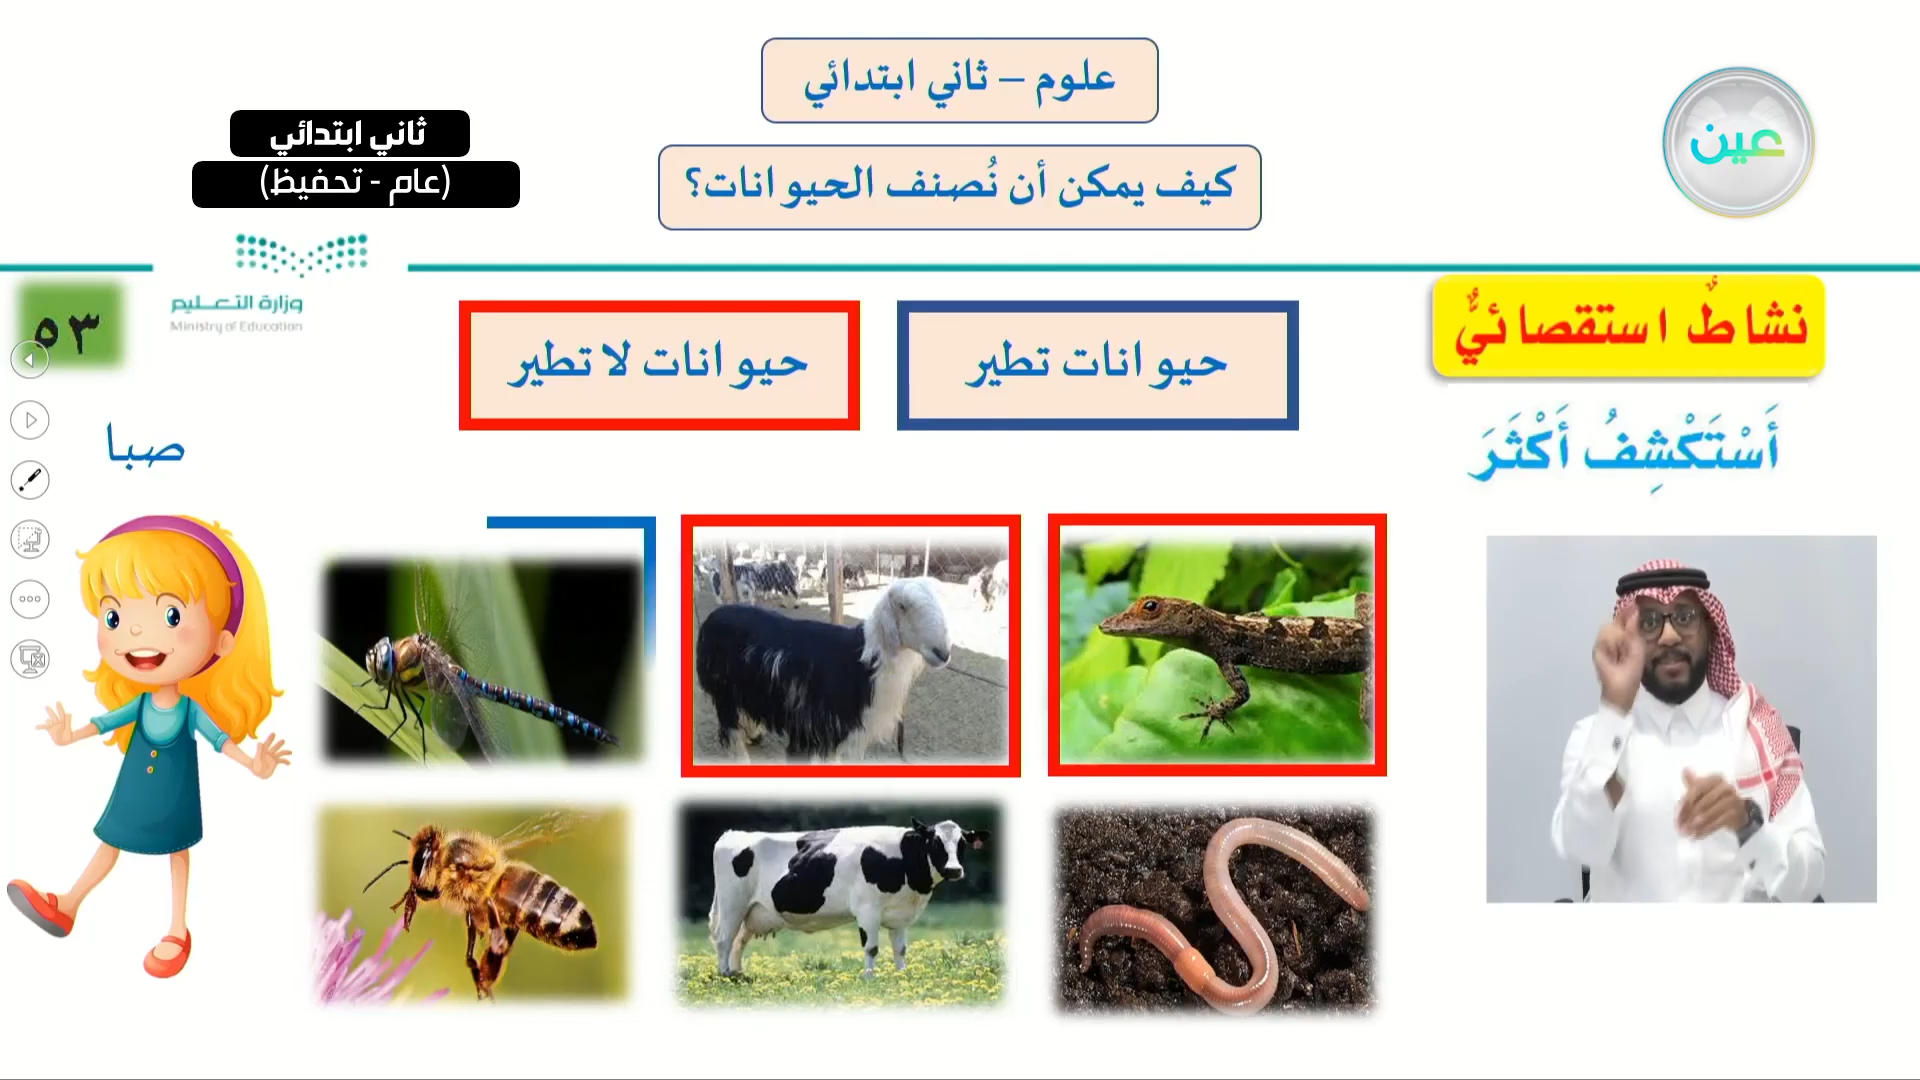 علوم – ثاني ابتدائي
كيف يمكن أن نُصنف الحيوانات؟
عين
ثاني ابتدائي
(عام - تحفيظ)
وزارة التعليم
Ministry of Education
٥٣
نشاطٌ استقصائيٌّ
أَسْتَكْشِفُ أَكْثَرَ
حيوانات تطير
حيوانات لا تطير
صبا